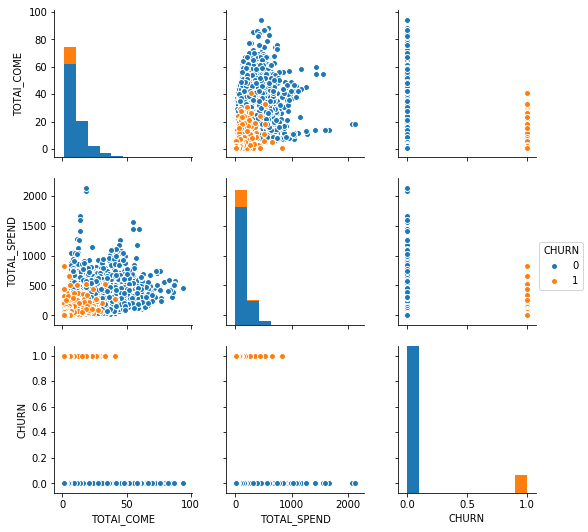 100
80
60
40
20
0
TOTAl_COME
2000
1500
1000
500
0
TOTAL_SPEND
CHURN
0
1
1.0
0.8
0.6
0.4
0.2
0.0
CHURN
0 50 100
TOTAl_COME
0 1000 2000
TOTAL_SPEND
0.0 0.5 1.0
CHURN